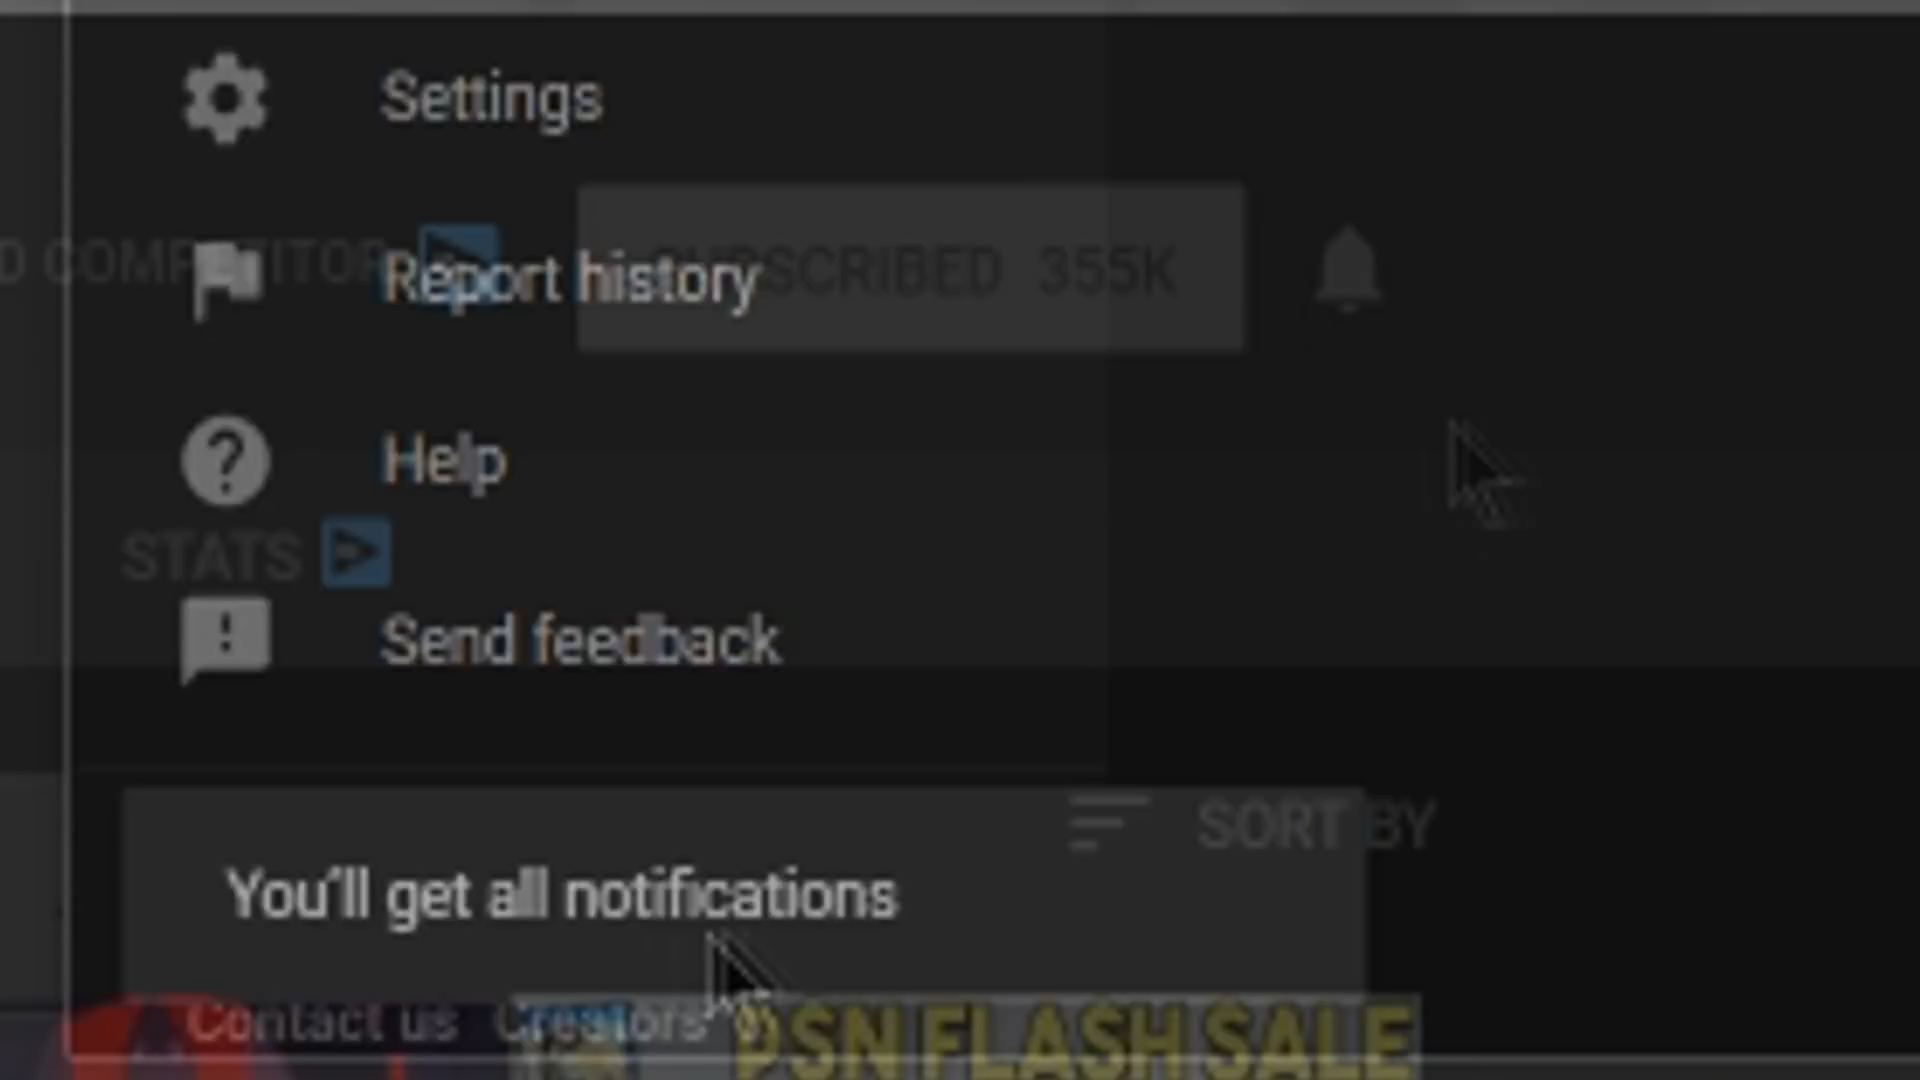 Settings
D COMPETITOR
SUBSCRIBED 355K
Report history
Help
STATS
Send feedback
SORT BY
You'll get all notifications
Contact us Creators
PSN FLASH SALE